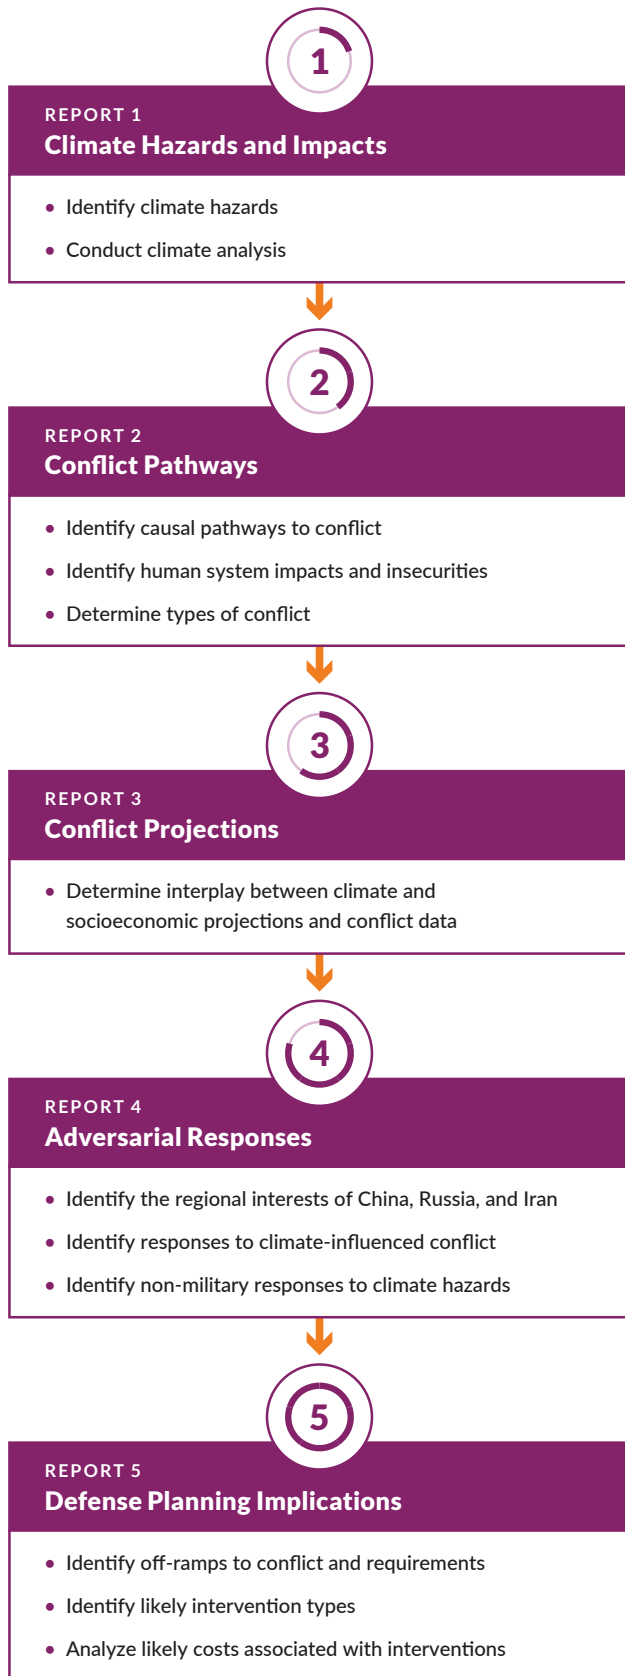 1
REPORT 1
Climate Hazards and Impacts
• Identify climate hazards
• Conduct climate analysis
2
REPORT 2
Conflict Pathways
• Identify causal pathways to conflict
• Identify human system impacts and insecurities
• Determine types of conflict
3
REPORT 3
Conflict Projections
• Determine interplay between climate and
socioeconomic projections and conflict data
4
REPORT 4
Adversarial Responses
• Identify the regional interests of China, Russia, and Iran
• Identify responses to climate-influenced conflict
• Identify non-military responses to climate hazards
5
REPORT 5
Defense Planning Implications
• Identify off-ramps to conflict and requirements
• Identify likely intervention types
• Analyze likely costs associated with interventions